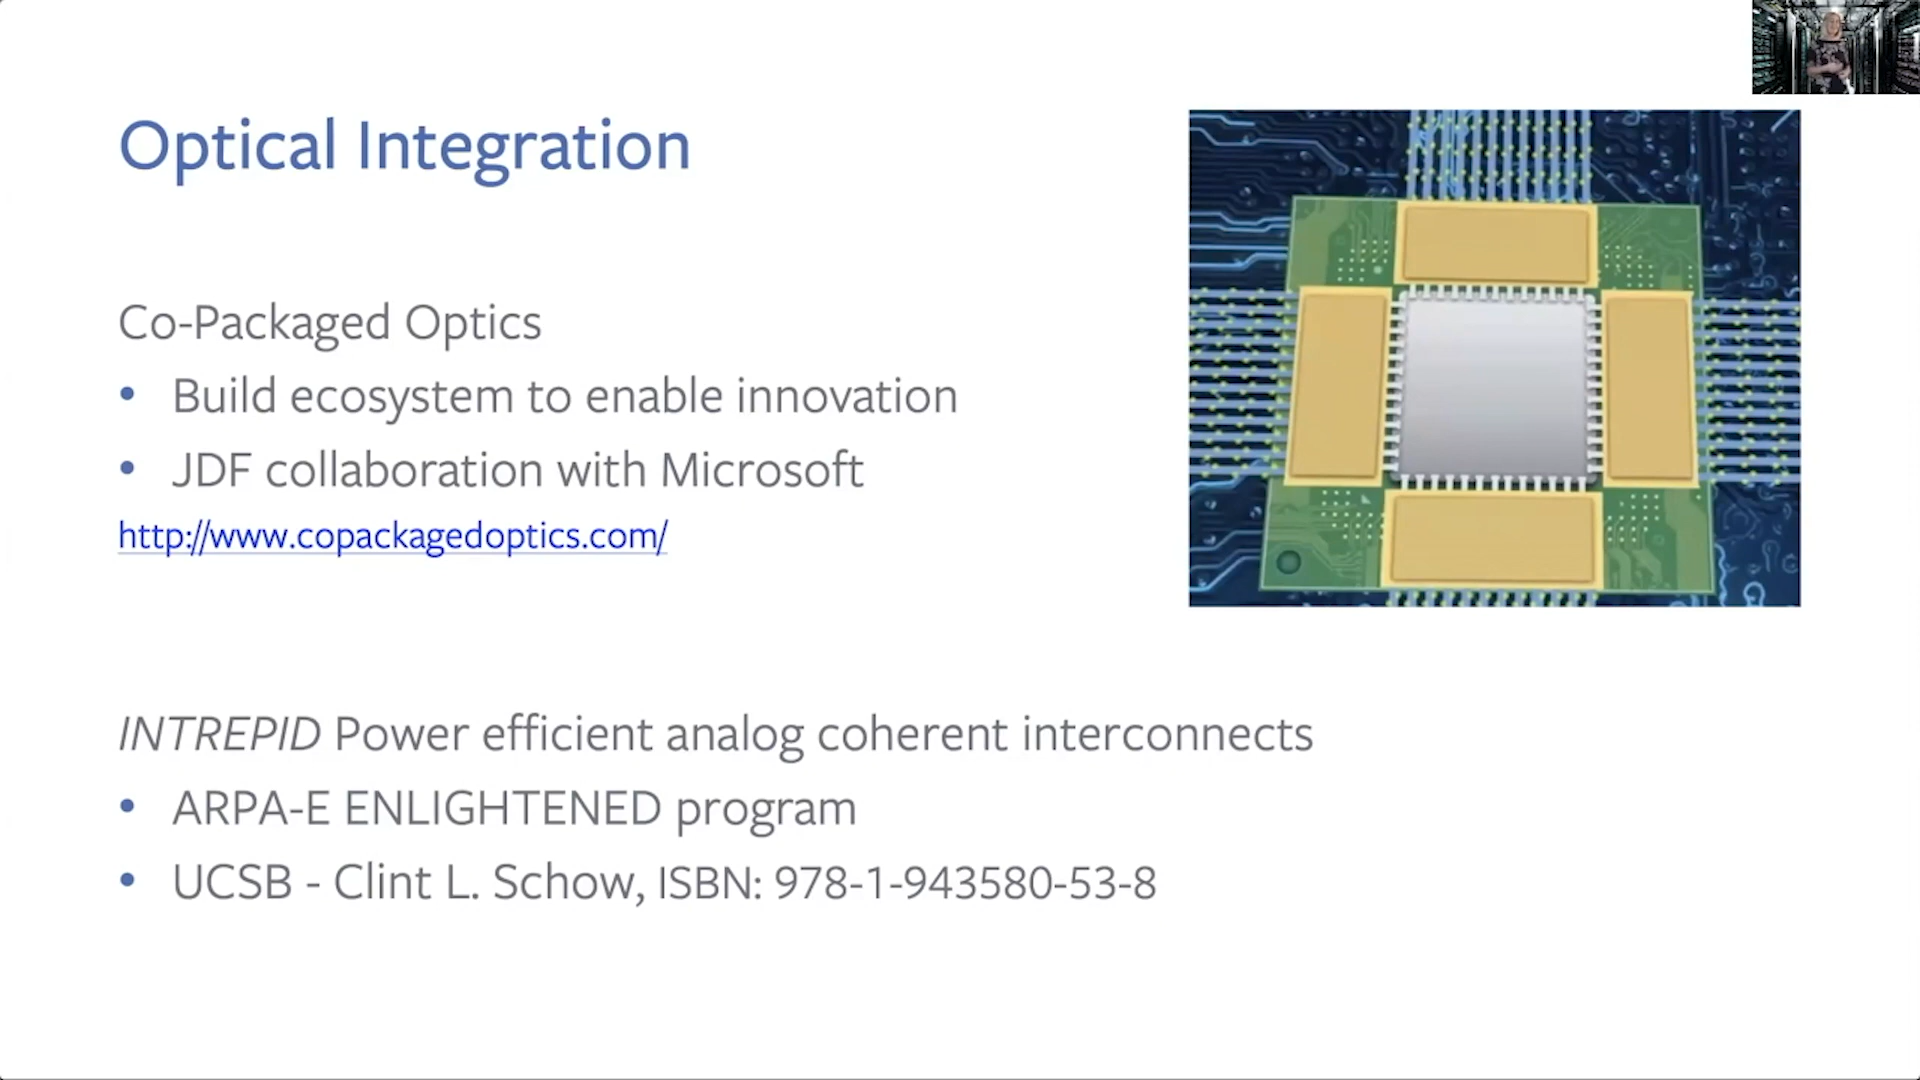 Optical Integration
Co-Packaged Optics
• Build ecosystem to enable innovation
• JDF collaboration with Microsoft
http://www.copackagedoptics.com/
INTREPID Power efficient analog coherent interconnects
• ARPA-E ENLIGHTENED program
• UCSB - Clint L. Schow, ISBN: 978-1-943580-53-8